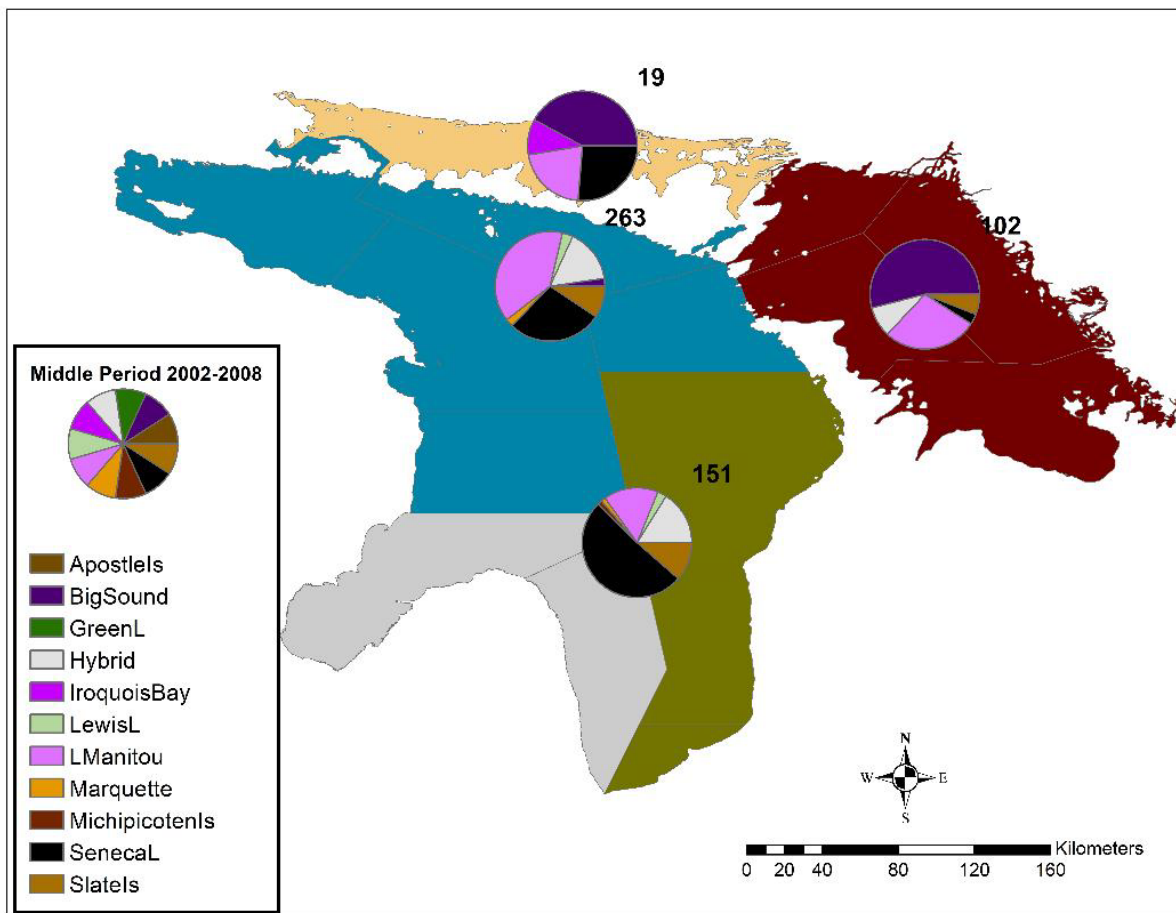 19
263
102
151
Middle Period 2002-2008
ApostleIs
BigSound
GreenL
Hybrid
IroquoisBay
LewisL
LManitou
Marquette
MichipicotenIs
SenecaL
SlateIs
N
W E
S
Kilometers
0 20 40 80 120 160